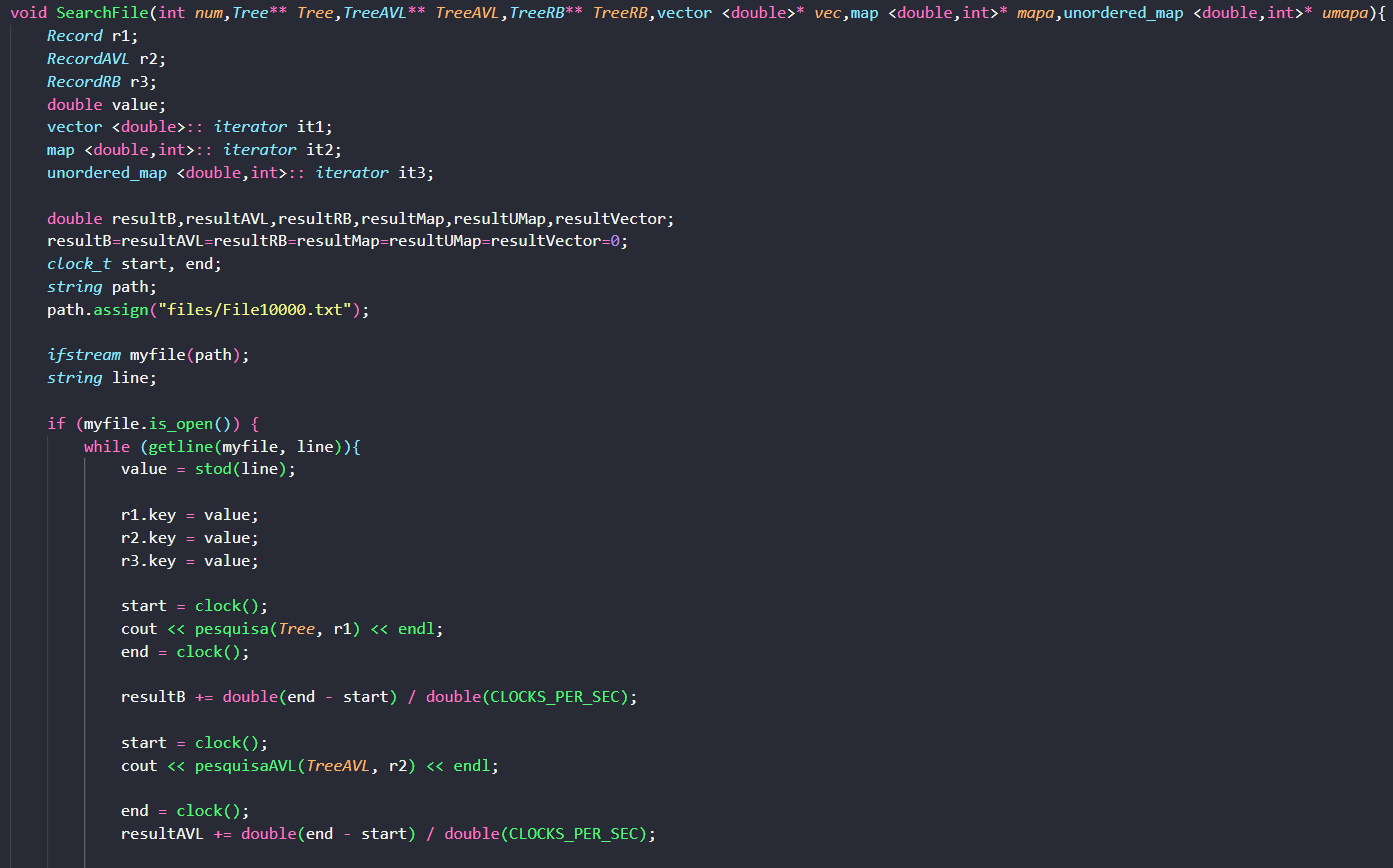 void SearchFile(int num,Tree** Tree,TreeAVL** TreeAVL,TreeRB** TreeRB,vector <double>* vec,map <double,int>* mapa,unordered_map <double,int>* umapa){
    Record r1;
    RecordAVL r2;
    RecordRB r3;
    double value;
    vector <double>:: iterator it1;
    map <double,int>:: iterator it2;
    unordered_map <double,int>:: iterator it3;

    double resultB,resultAVL,resultRB,resultMap,resultUMap,resultVector;
    resultB=resultAVL=resultRB=resultMap=resultUMap=resultVector=0;
    clock_t start, end;
    string path;
    path.assign("files/File10000.txt");

    ifstream myfile(path);
    string line;

    if (myfile.is_open()) {
        while (getline(myfile, line)){
            value = stod(line);

            r1.key = value;
            r2.key = value;
            r3.key = value;

            start = clock();
            cout << pesquisa(Tree, r1) << endl;
            end = clock();

            resultB += double(end - start) / double(CLOCKS_PER_SEC);

            start = clock();
            cout << pesquisaAVL(TreeAVL, r2) << endl;

            end = clock();
            resultAVL += double(end - start) / double(CLOCKS_PER_SEC);